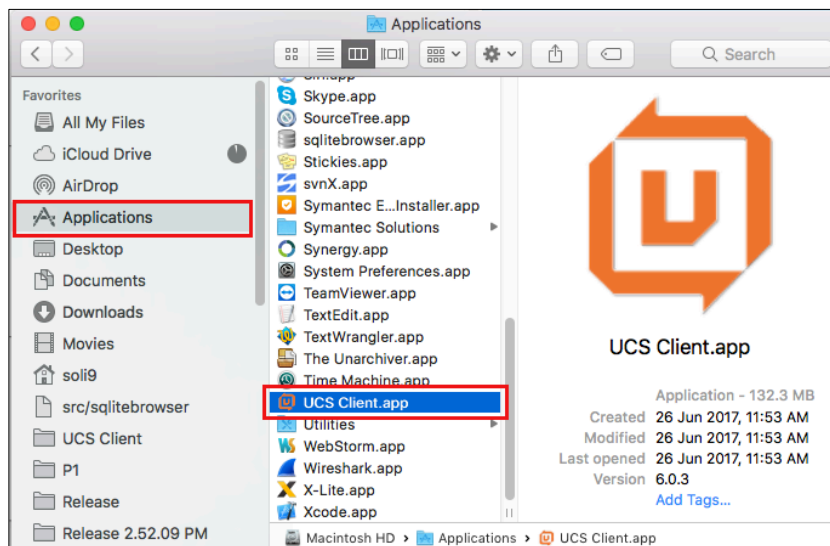 Applications
Search
Favorites
All My Files
iCloud Drive
AirDrop
Applications
Desktop
Documents
Downloads
Movies
soli9
src/sqlitebrowser
UCS Client
P1
Release
Release 2.52.09 PM
Siri.app
Skype.app
SourceTree.app
sqlitebrowser.app
Stickies.app
svnX.app
Symantec E...Installer.app
Symantec Solutions
Synergy.app
System Preferences.app
TeamViewer.app
TextEdit.app
TextWrangler.app
The Unarchiver.app
Time Machine.app
UCS Client.app
Utilities
WebStorm.app
Wireshark.app
X-Lite.app
Xcode.app
UCS Client.app
Application - 132.3 MB
Created 26 Jun 2017, 11:53 AM
Modified 26 Jun 2017, 11:53 AM
Last opened 26 Jun 2017, 11:53 AM
Version 6.0.3
Add Tags...
Macintosh HD › Applications › UCS Client.app